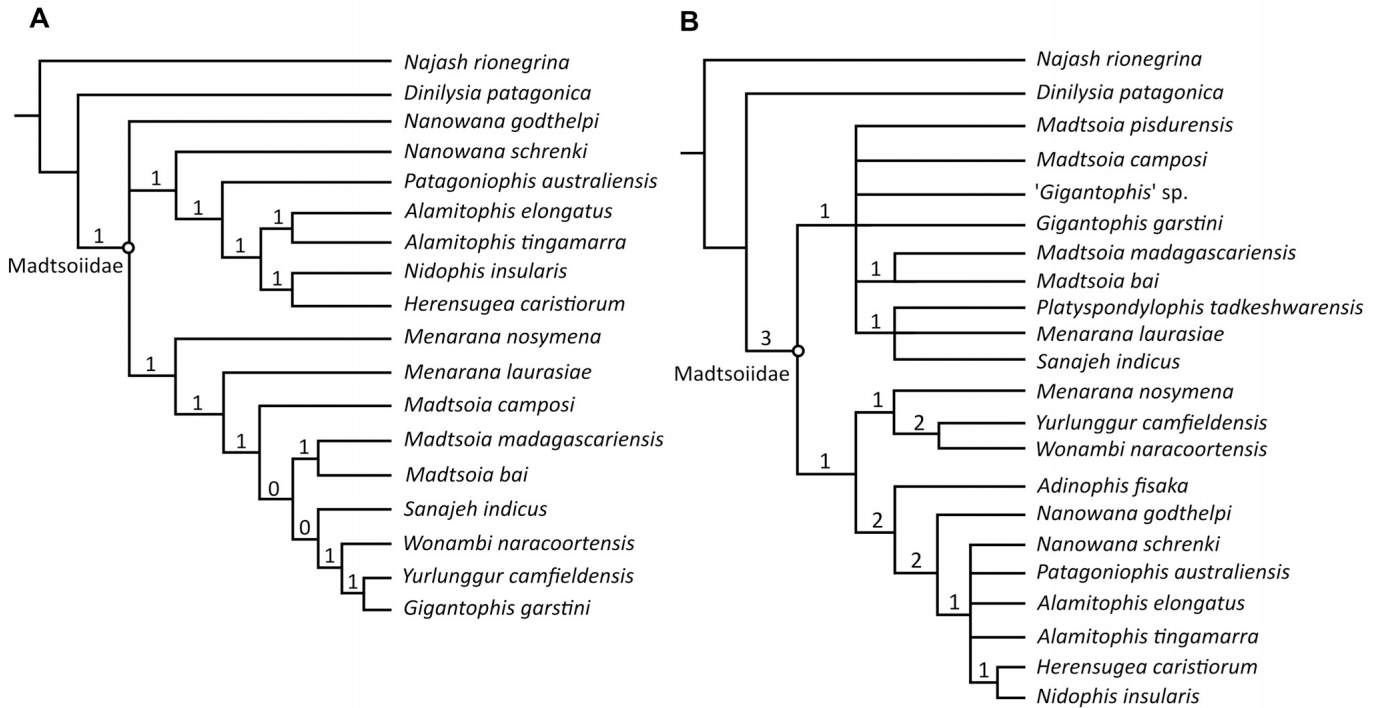 A
Najash rionegrina
Dinilysia patagonica
Nanowana godthelpi
Nanowana schrenki
1
Patagoniophis australiensis
1
Alamitophis elongatus
1
Alamitophis tingamarra
1
1
Madtsoiidae
Nidophis insularis
1
Herensugea caristiorum
Menarana nosymena
1
Menarana laurasiae
1
Madtsoia camposi
1
Madtsoia madagascariensis
1
Madtsoia bai
0
Sanajeh indicus
0
Wonambi naracoortensis
1
Yurlunggur camfieldensis
1
Gigantophis garstini
B
Najash rionegrina
Dinilysia patagonica
Madtsoia pisdurensis
Madtsoia camposi
'Gigantophis' sp.
1
Gigantophis garstini
Madtsoia madagascariensis
1
Madtsoia bai
Platyspondylophis tadkeshwarensis
1
Menarana laurasiae
3
Madtsoiidae
Sanajeh indicus
Menarana nosymena
1
Yurlunggur camfieldensis
2
Wonambi naracoortensis
1
Adinophis fisaka
2
Nanowana godthelpi
Nanowana schrenki
2
Patagoniophis australiensis
1
Alamitophis elongatus
Alamitophis tingamarra
Herensugea caristiorum
1
Nidophis insularis